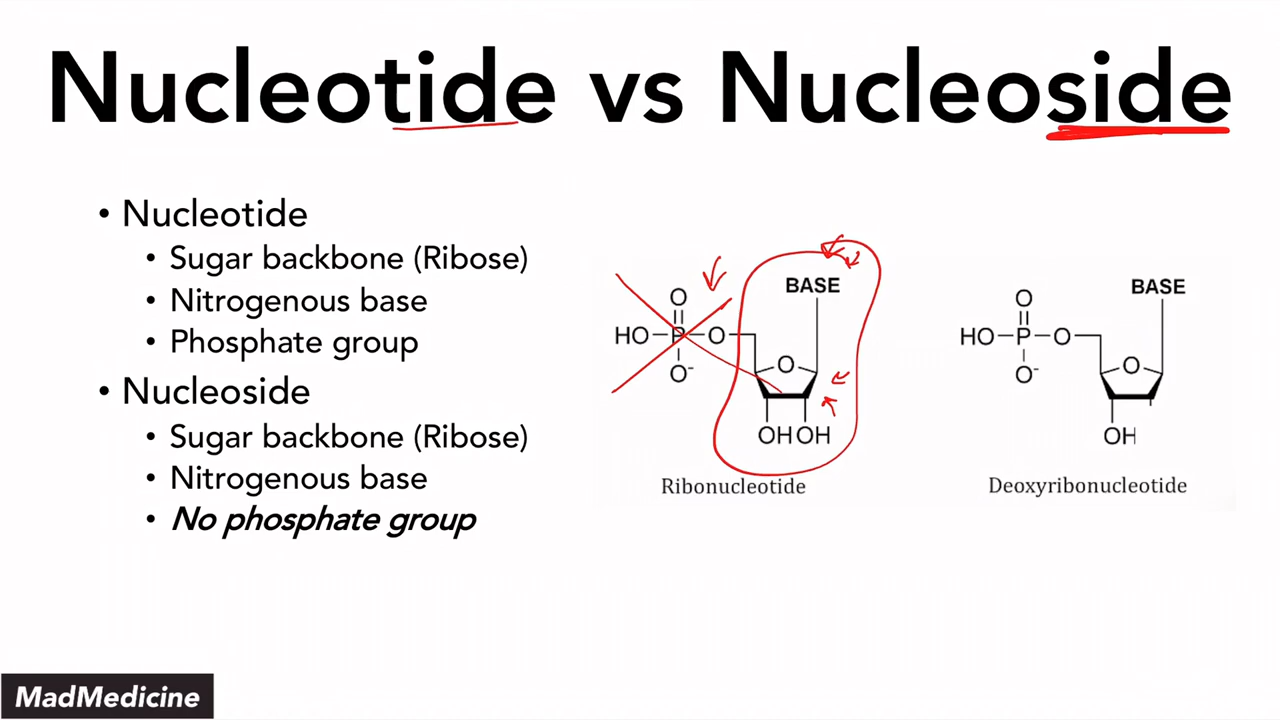 Nucleotide vs Nucleoside
• Nucleotide
• Sugar backbone (Ribose)
• Nitrogenous base
• Phosphate group
• Nucleoside
• Sugar backbone (Ribose)
• Nitrogenous base
• No phosphate group
BASE
O
HO P O
O-
O
OH OH
Ribonucleotide
BASE
O
HO P O
O-
O
OH
Deoxyribonucleotide
MadMedicine